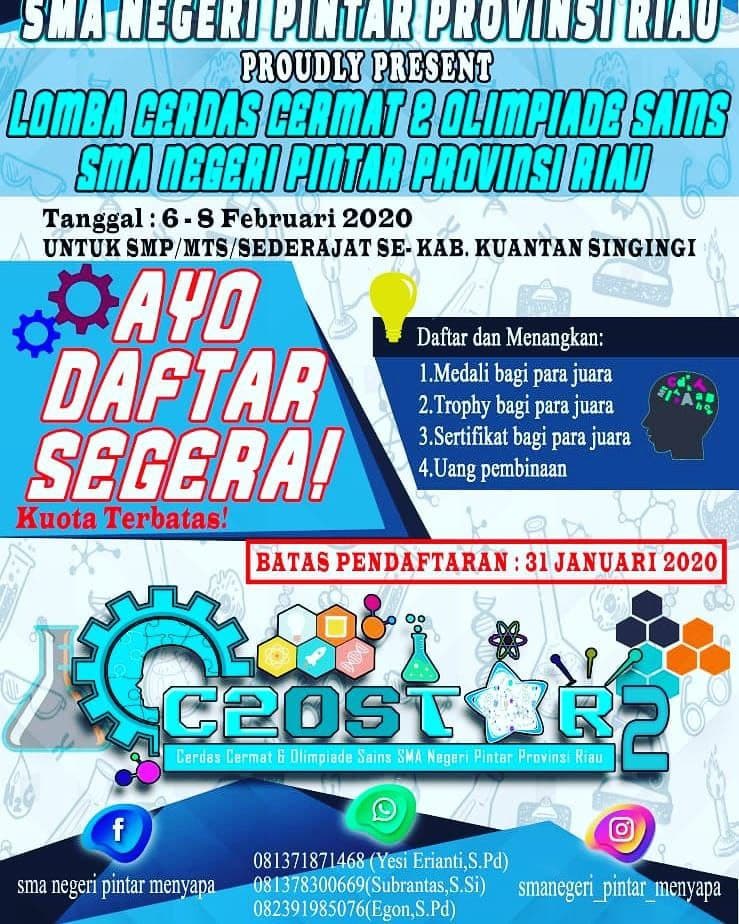 SMA NEGERI PINTAR PROVINSI RIAU
PROUDLY PRESENT
LOMBA CERDAS CERMAT & OLIMPIADE SAINS
SMA NEGERI PINTAR PROVINSI RIAU
Tanggal : 6 - 8 Februari 2020
UNTUK SMP/MTS/SEDERAJAT SE- KAB. KUANTAN SINGINGI
AYO
DAFTAR
SEGERA!
Kuota Terbatas!
Daftar dan Menangkan:
1.Medali bagi para juara
2.Trophy bagi para juara
3.Sertifikat bagi para juara
4.Uang pembinaan
BATAS PENDAFTARAN : 31 JANUARI 2020
C2OST R 2
Cerdas Cermat & Olimpiade Sains SMA Negeri Pintar Provinsi Riau
sma negeri pintar menyapa
081371871468 (Yesi Erianti,S.Pd)
081378300669(Subrantas,S.Si)
082391985076(Egon,S.Pd)
smanegeri_pintar_menyapa